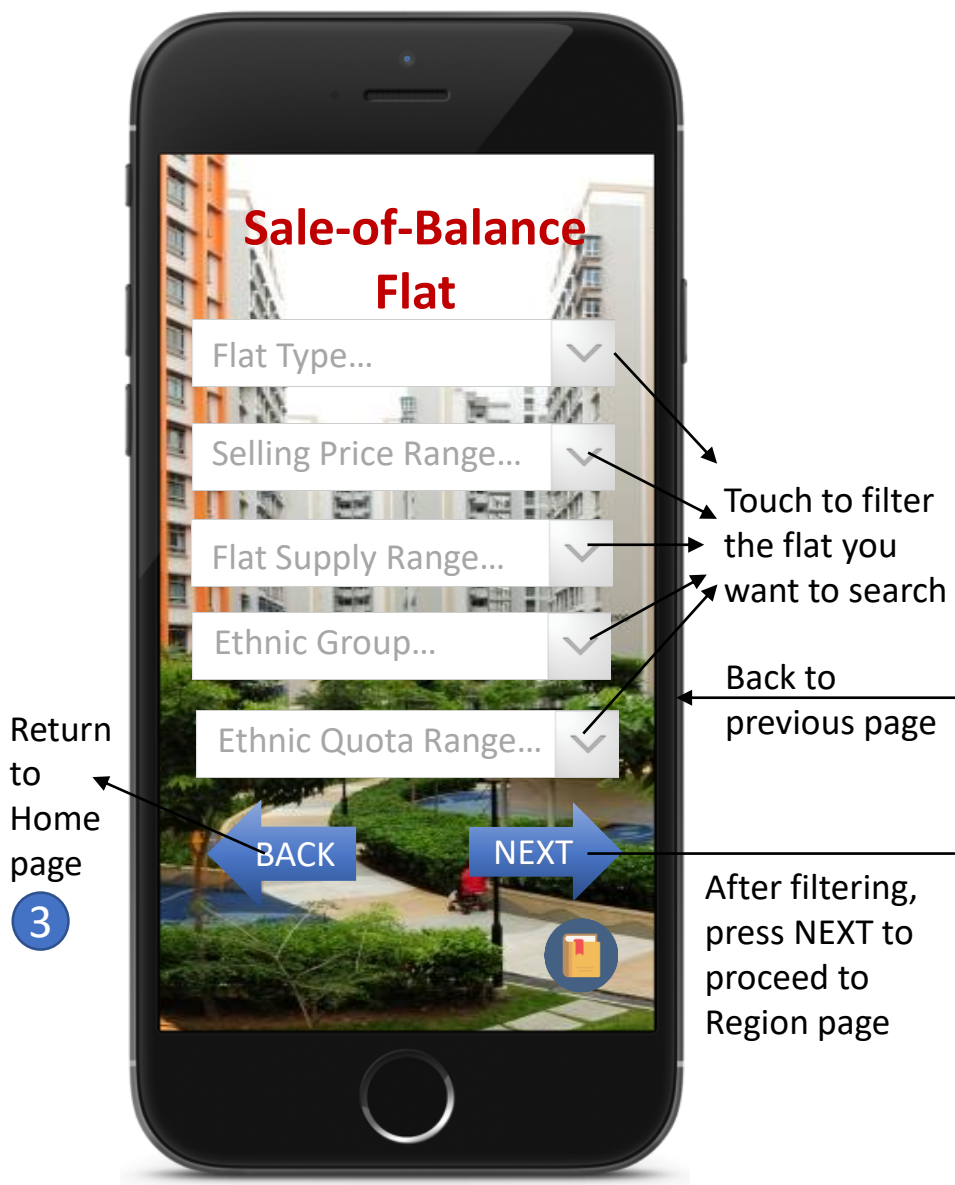 Sale-of-Balance
Flat
Flat Type...
Selling Price Range...
Flat Supply Range...
Ethnic Group...
Ethnic Quota Range...
BACK
NEXT
Touch to filter
the flat you
want to search
Back to
previous page
Return
to
Home
page
3
After filtering,
press NEXT to
proceed to
Region page